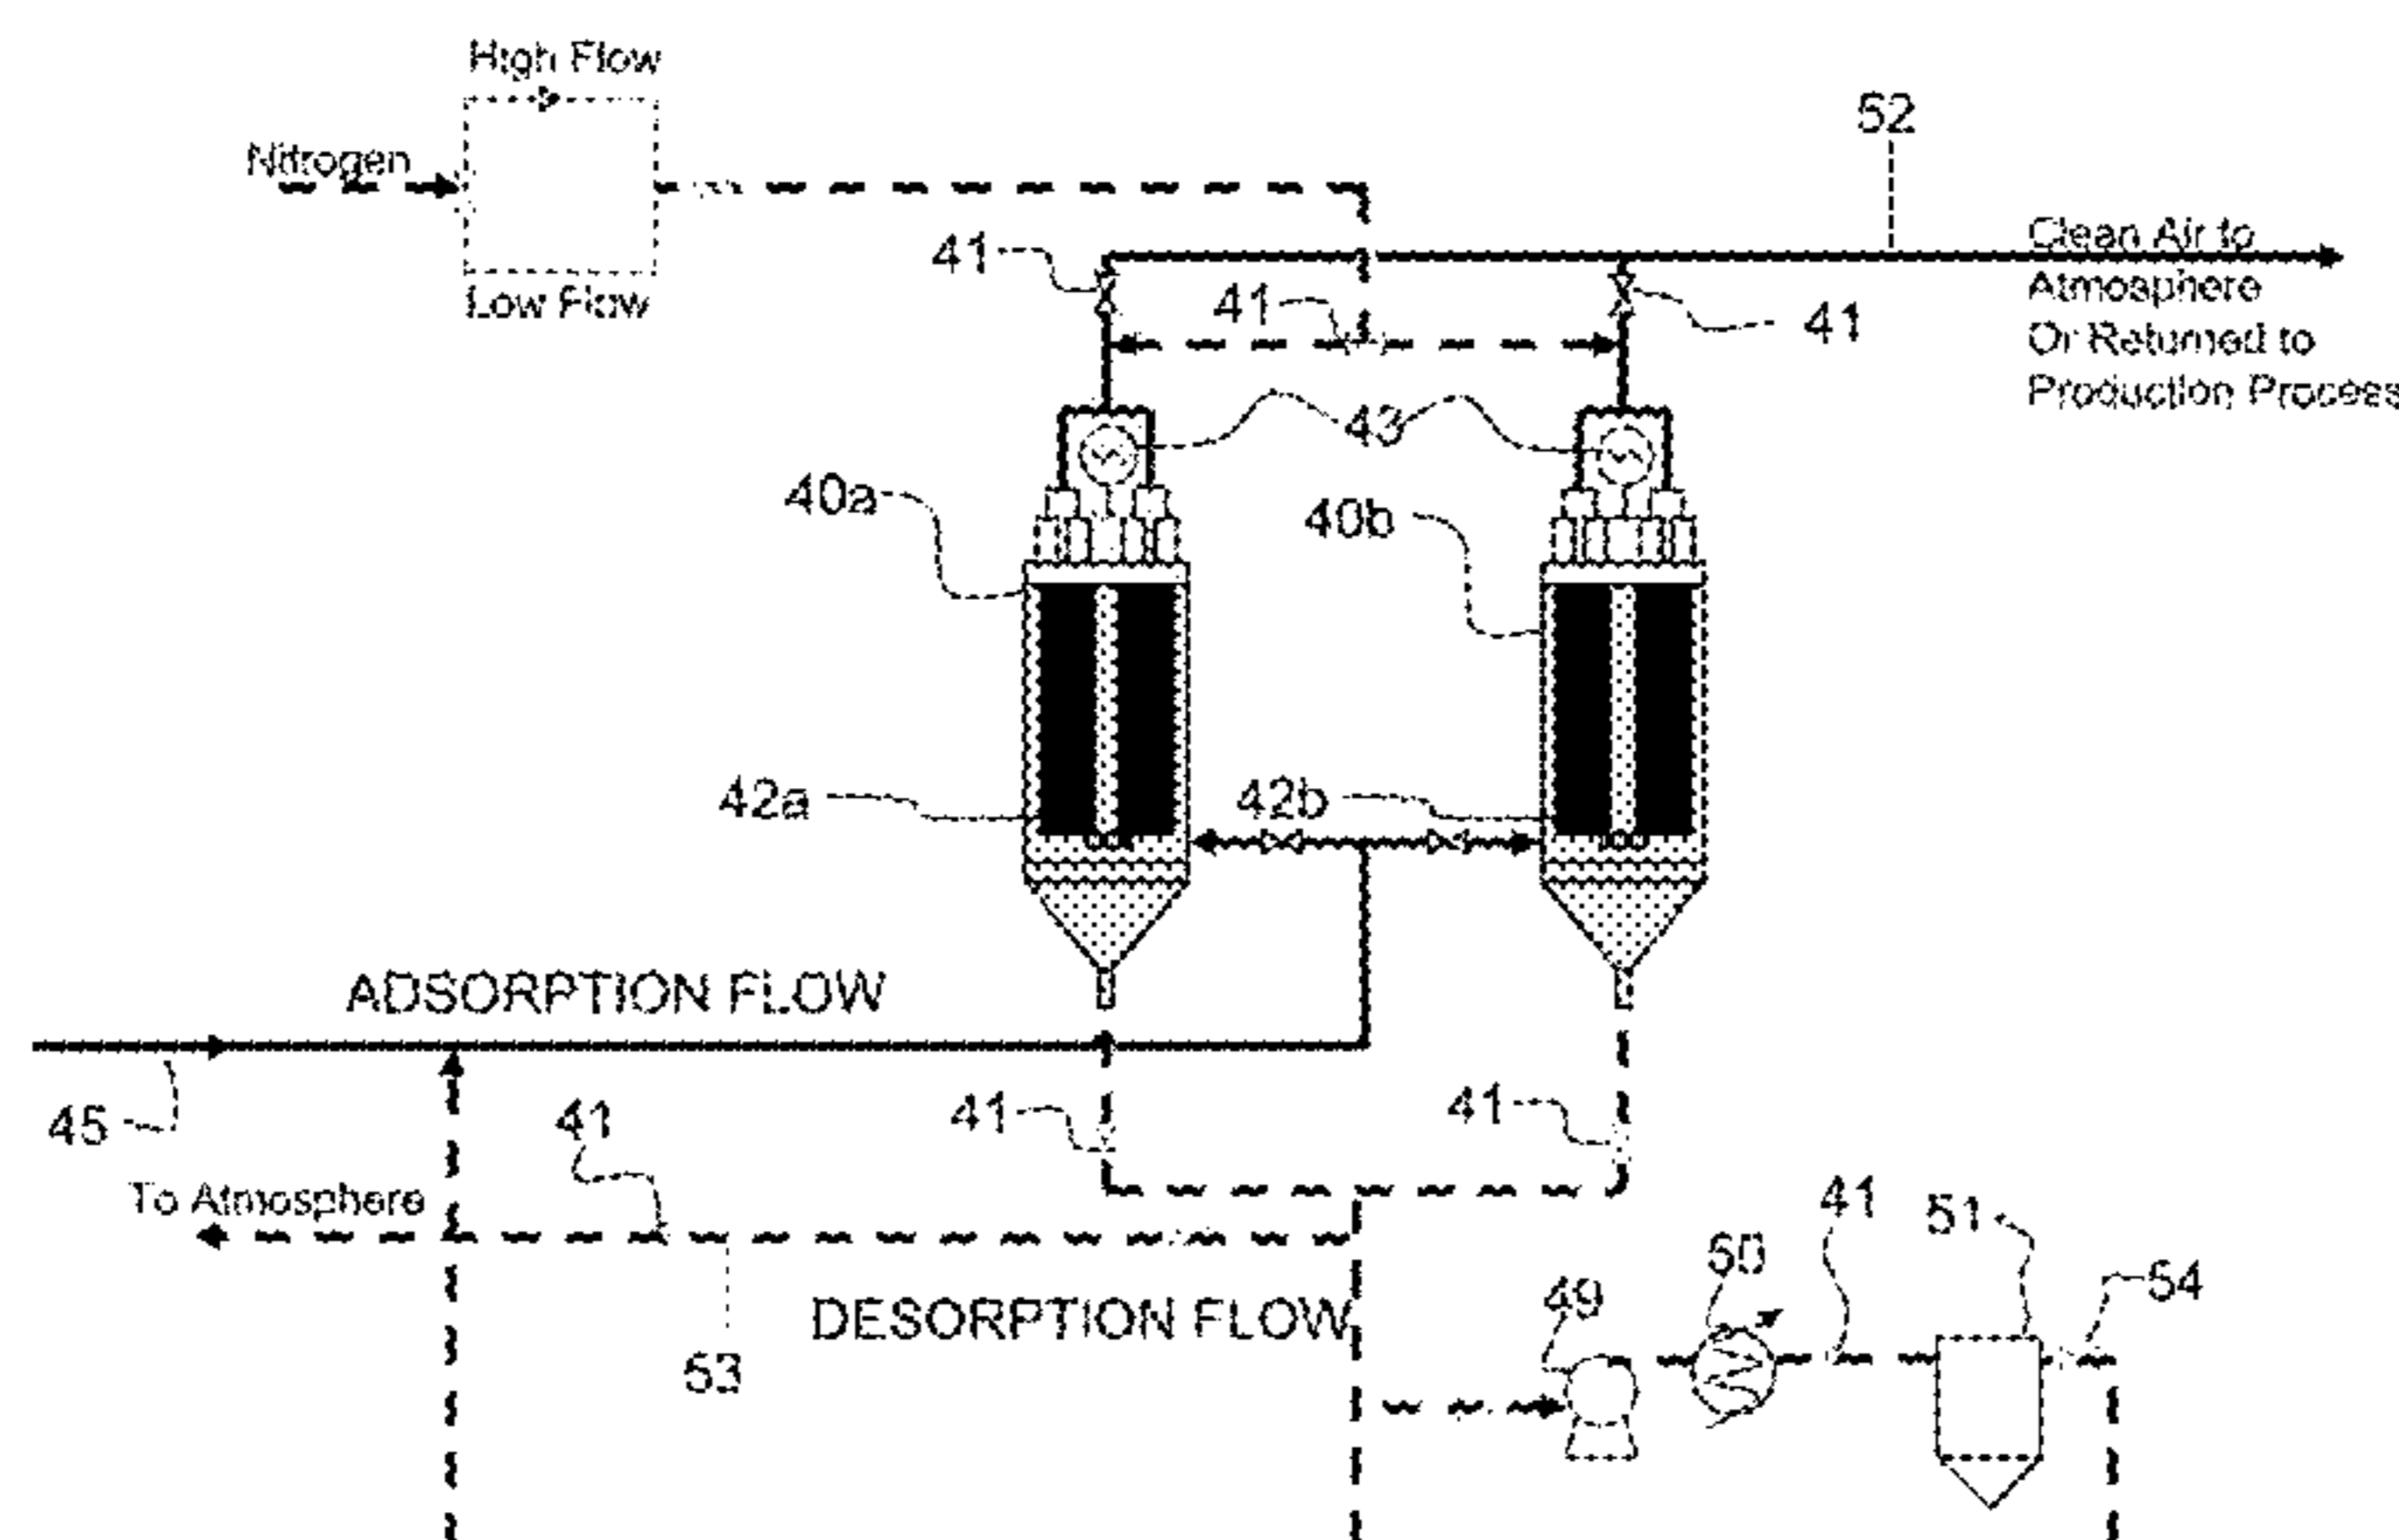 High Flow
52
Nitrogen
41
Clean Air to
Low Flow
41
41
Atmosphere
Or Returned to
Production Process
43
40a
40b
42a
42b
ADSORPTION FLOW
45
41
41
41
To Atmosphere
41
51
50
54
49
DESORPTION FLOW
53